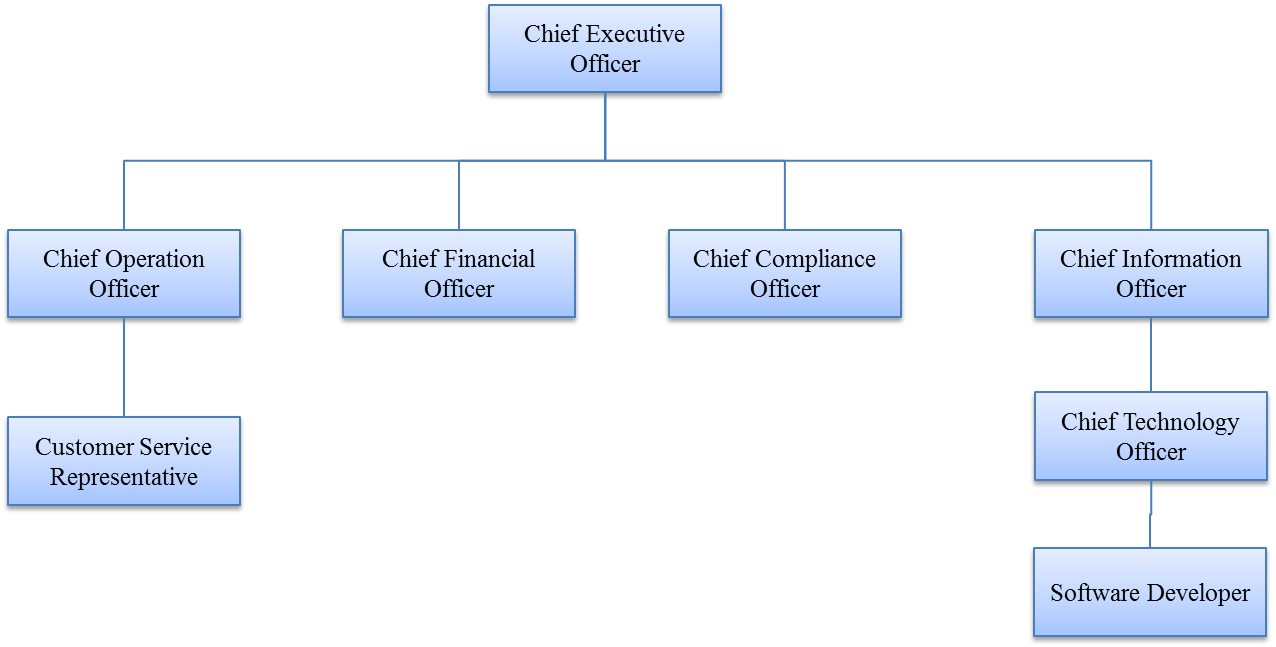 Chief Executive
Officer
Chief Operation
Officer
Chief Financial
Officer
Chief Compliance
Officer
Chief Information
Officer
Customer Service
Representative
Chief Technology
Officer
Software Developer